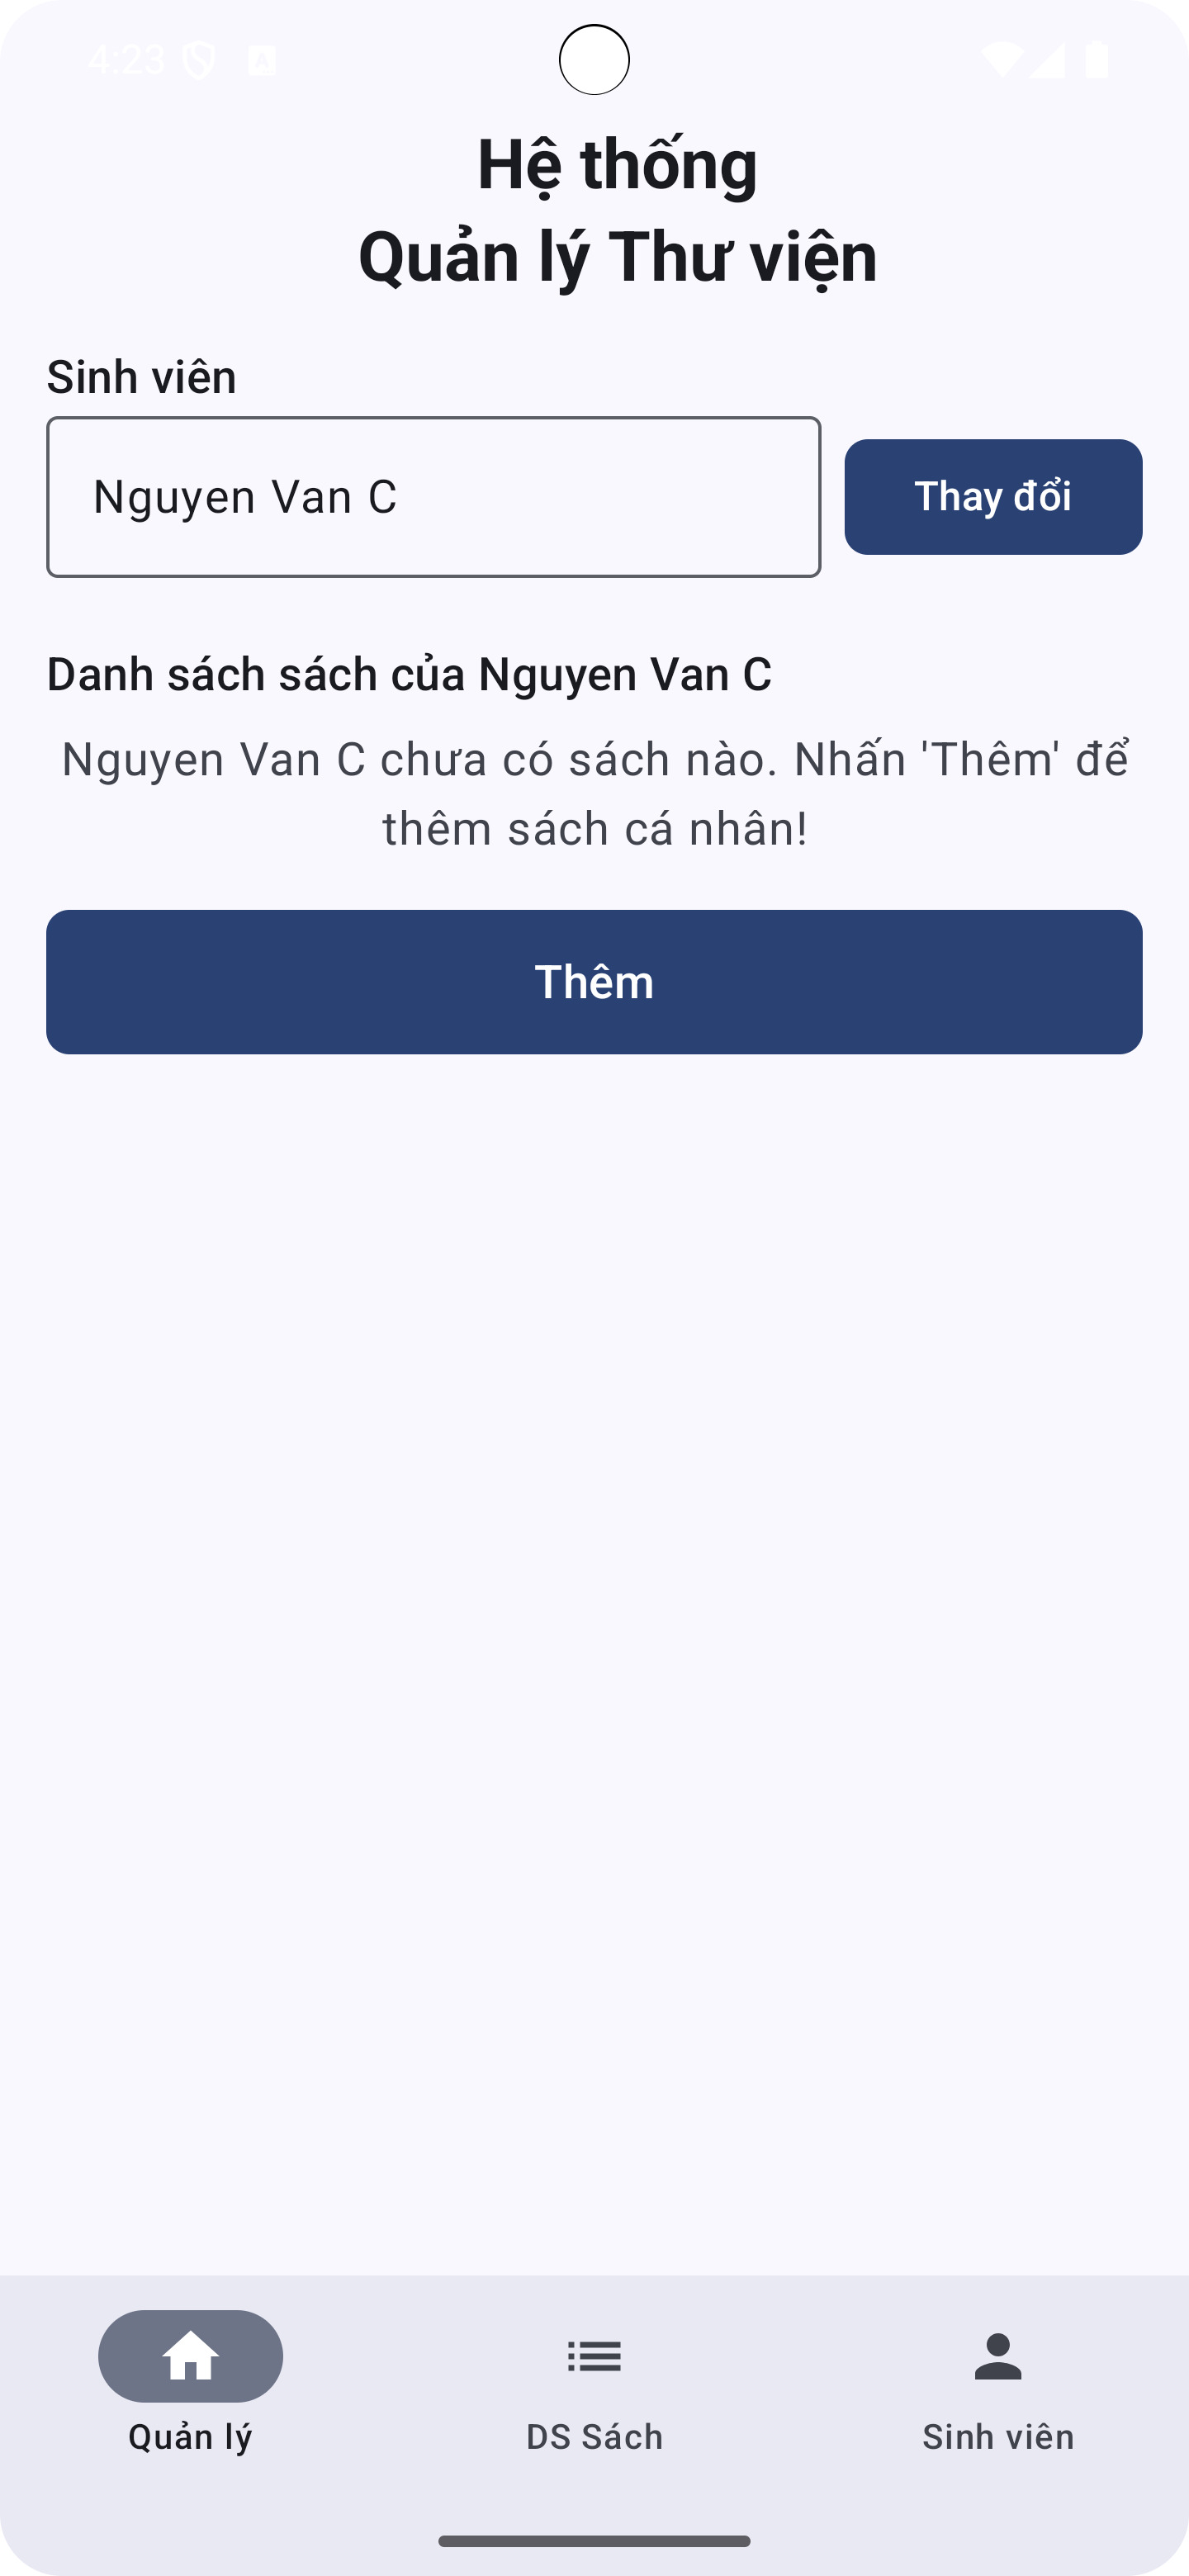 4:23
Hệ thống
Quản lý Thư viện
Sinh viên
Nguyen Van C
Thay đổi
Danh sách sách của Nguyen Van C
Nguyen Van C chưa có sách nào. Nhấn 'Thêm' để
thêm sách cá nhân!
Thêm
Quản lý
DS Sách
Sinh viên